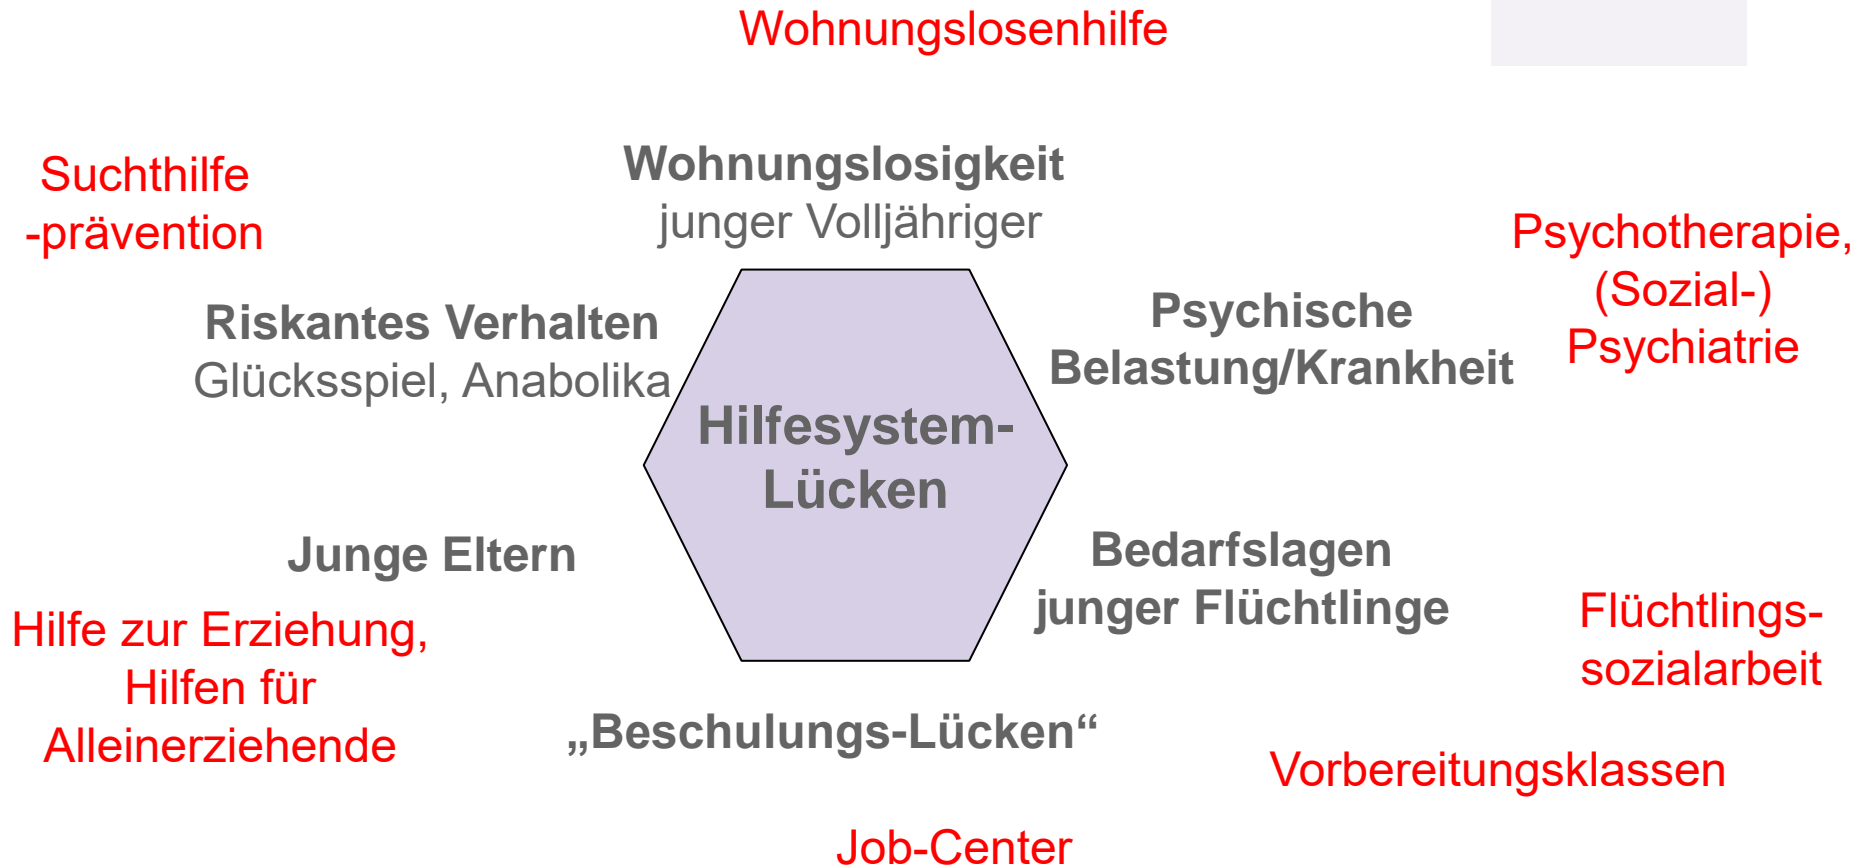 Wohnungslosenhilfe
Suchthilfe
-prävention
Wohnungslosigkeit
junger Volljähriger
Psychotherapie,
(Sozial-)
Psychiatrie
Riskantes Verhalten
Glücksspiel, Anabolika
Psychische
Belastung/Krankheit
Hilfesystem-
Lücken
Junge Eltern
Bedarfslagen
junger Flüchtlinge
Hilfe zur Erziehung,
Hilfen für
Alleinerziehende
Flüchtlings-
sozialarbeit
„Beschulungs-Lücken“
Vorbereitungsklassen
Job-Center